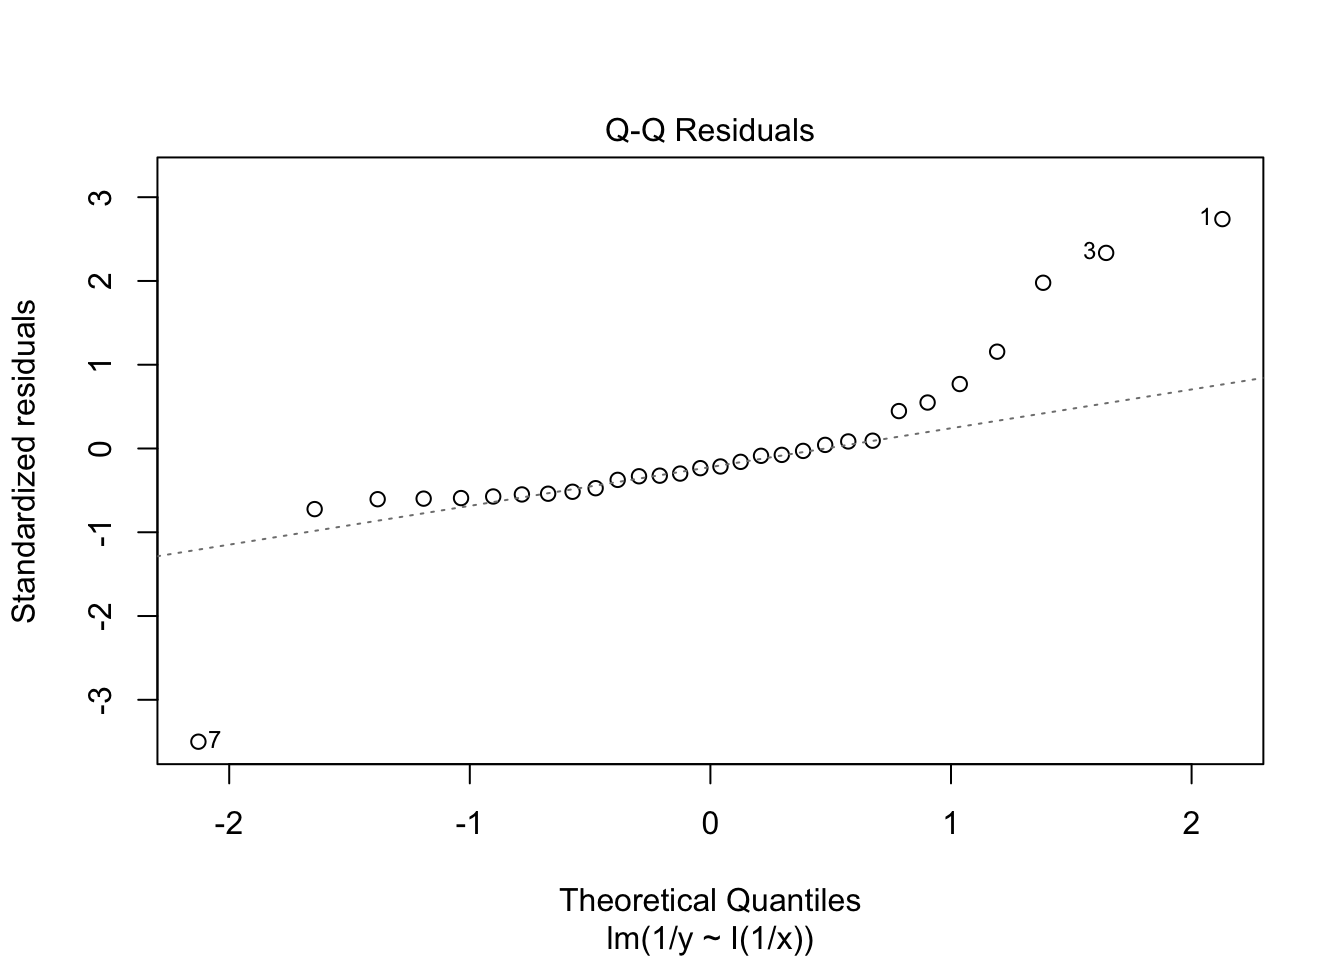 Q-Q Residuals
Standardized residuals
3
2
1
0
-1
-2
-3
1
3
7
-2 -1 0 1 2
Theoretical Quantiles
lm(1/y ~ I(1/x))